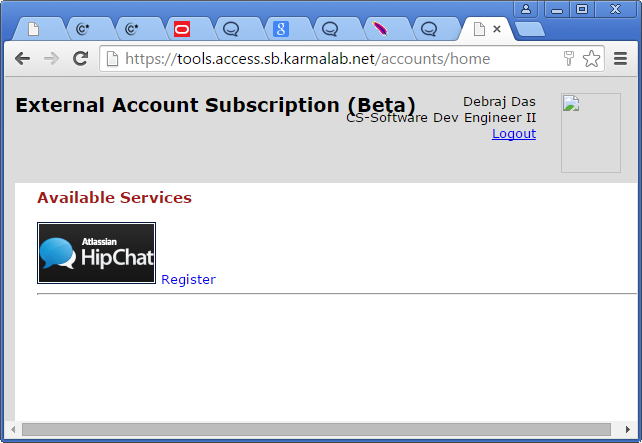 https://tools.access.sb.karmalab.net/accounts/home
External Account Subscription (Beta)
Debraj Das
CS-Software Dev Engineer II
Logout
Available Services
Atlassian
HipChat
Register